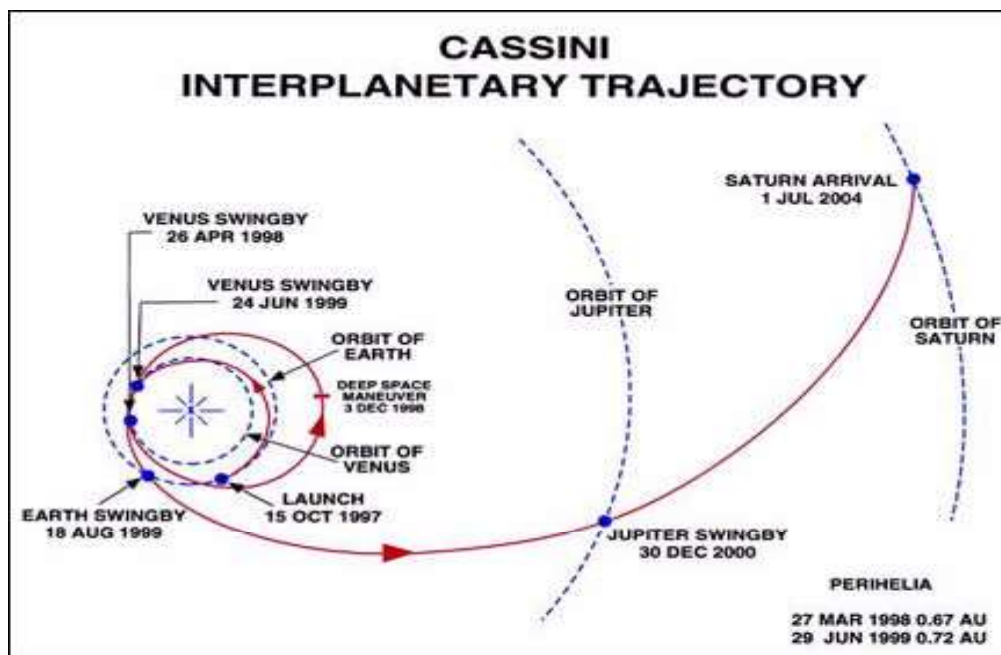 CASSINI
INTERPLANETARY TRAJECTORY
SATURN ARRIVAL
1 JUL 2004
VENUS SWINGBY
26 APR 1998
VENUS SWINGBY
24 JUN 1999
ORBIT OF
JUPITER
ORBIT OF
SATURN
ORBIT OF
EARTH
DEEP SPACE
MANEUVER
3 DEC 1998
ORBIT OF
VENUS
LAUNCH
15 OCT 1997
EARTH SWINGBY
18 AUG 1999
JUPITER SWINGBY
30 DEC 2000
PERIHELIA
27 MAR 1998 0.67 AU
29 JUN 1999 0.72 AU